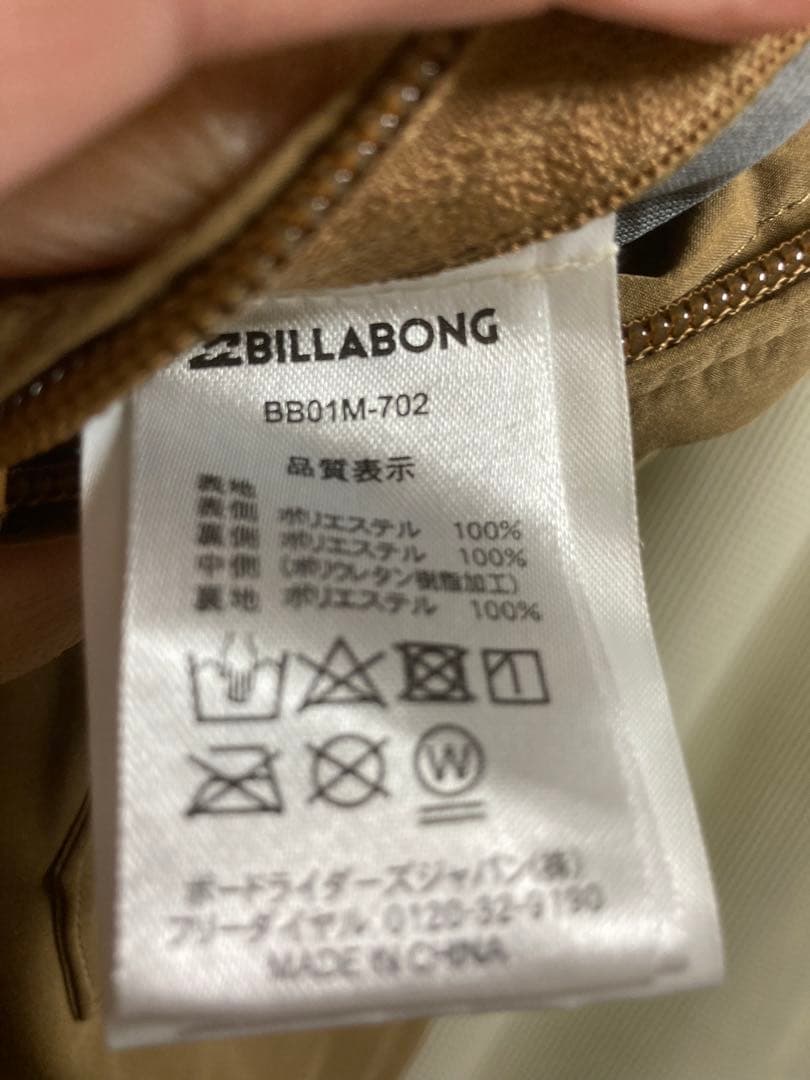 BILLABONG
BB01M-702
品質表示
表地
表側 ポリエステル 100%
裏側 ポリエステル 100%
中側 (ポリウレタン樹脂加工)
裏地 ポリエステル 100%
W
ボードライダーズジャパン(株)
フリーダイヤル 0120-32-9190
MADE IN CHINA